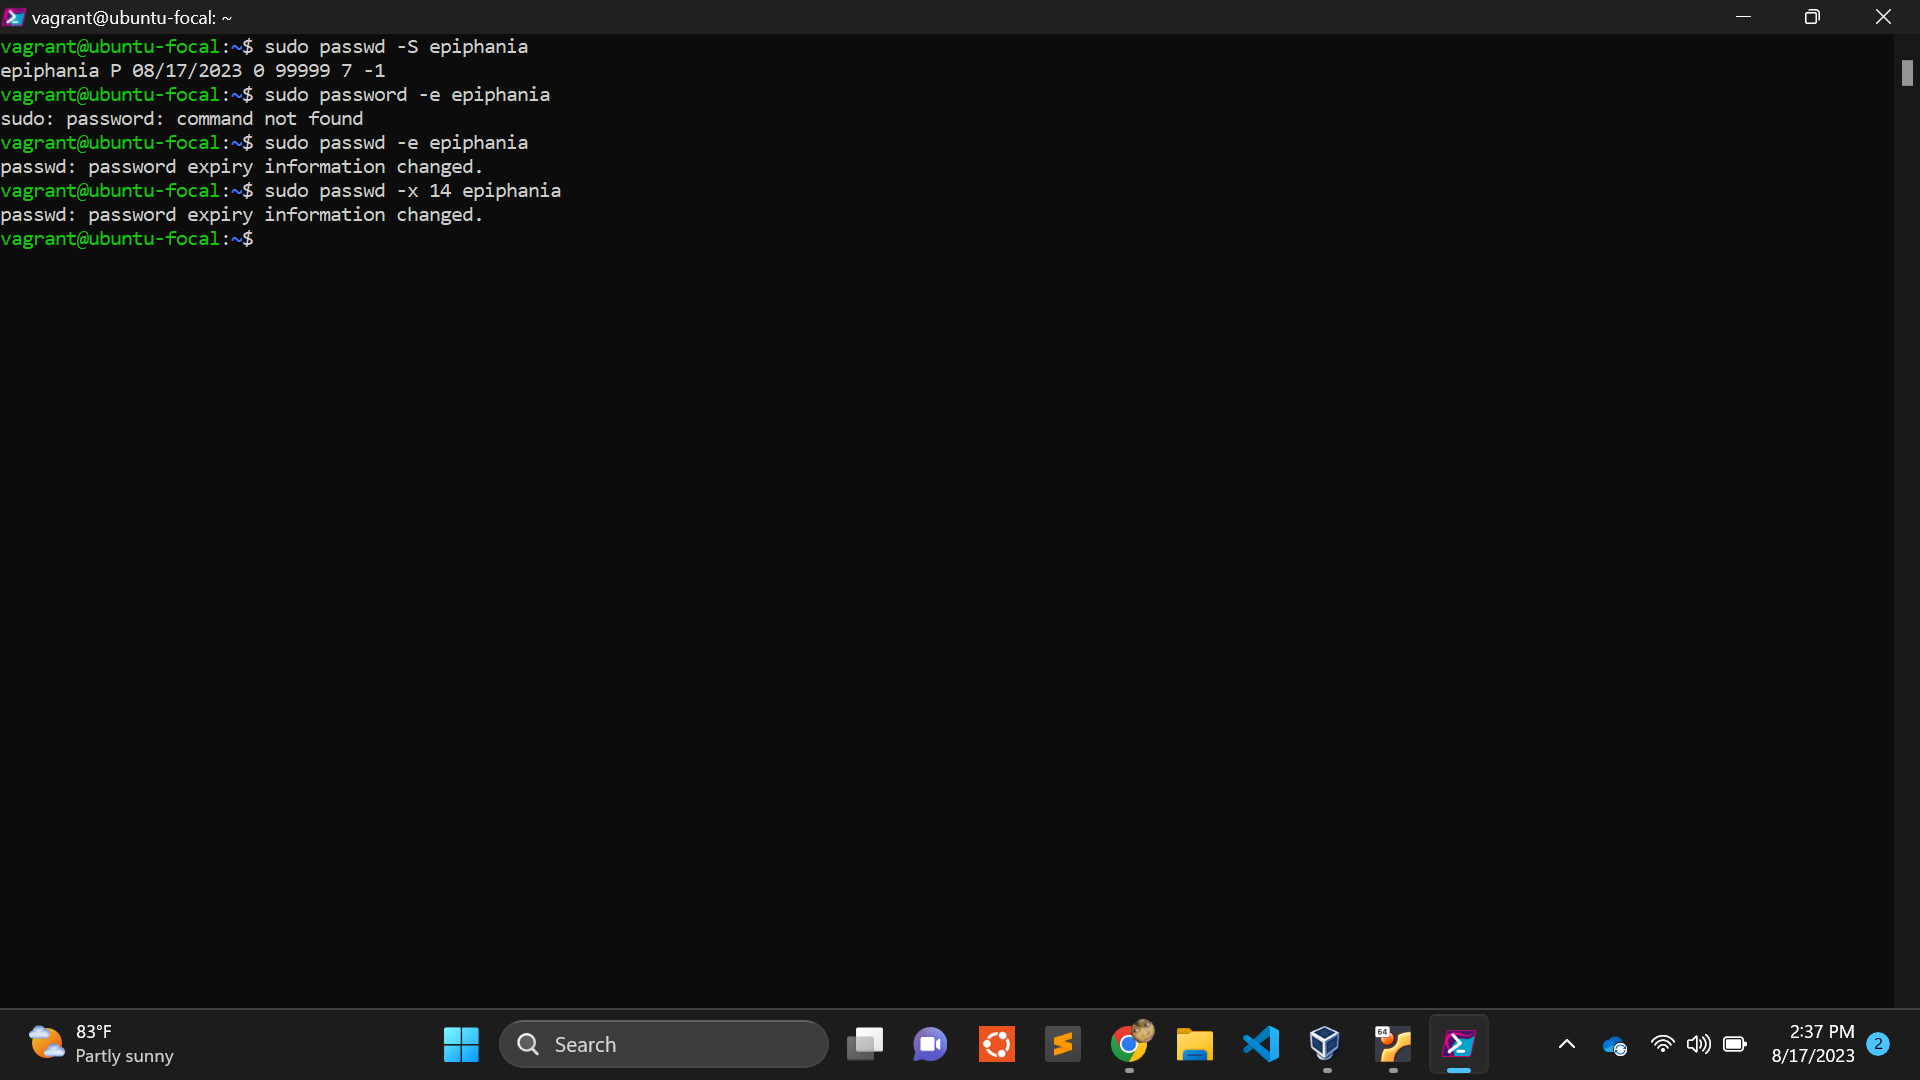 vagrant@ubuntu-focal: ~
vagrant@ubuntu-focal:~$ sudo passwd -S epiphania
epiphania P 08/17/2023 0 99999 7 -1
vagrant@ubuntu-focal:~$ sudo password -e epiphania
sudo: password: command not found
vagrant@ubuntu-focal:~$ sudo passwd -e epiphania
passwd: password expiry information changed.
vagrant@ubuntu-focal:~$ sudo passwd -x 14 epiphania
passwd: password expiry information changed.
vagrant@ubuntu-focal:~$
83°F
Partly sunny
Search
64
2:37 PM
8/17/2023
2